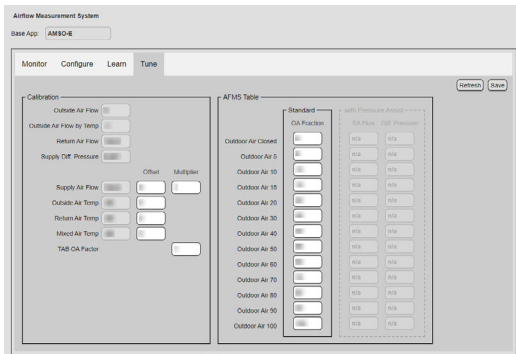 Airflow Measurement System
Base App: AMSO-E
Monitor Configure Learn Tune
Refresh Save
Calibration
Outside Air Flow
Outside Air Flow by Temp
Return Air Flow
Supply Diff. Pressure
Offset Multiplier
Supply Air Flow
Outside Air Temp
Return Air Temp
Mixed Air Temp
TAB OA Factor
AFMS Table
Standard with Pressure Assist
OA Fraction OA Flow Diff. Pressure
Outdoor Air Closed n/a n/a
Outdoor Air 5 n/a n/a
Outdoor Air 10 n/a n/a
Outdoor Air 15 n/a n/a
Outdoor Air 20 n/a n/a
Outdoor Air 30 n/a n/a
Outdoor Air 40 n/a n/a
Outdoor Air 50 n/a n/a
Outdoor Air 60 n/a n/a
Outdoor Air 70 n/a n/a
Outdoor Air 80 n/a n/a
Outdoor Air 90 n/a n/a
Outdoor Air 100 n/a n/a